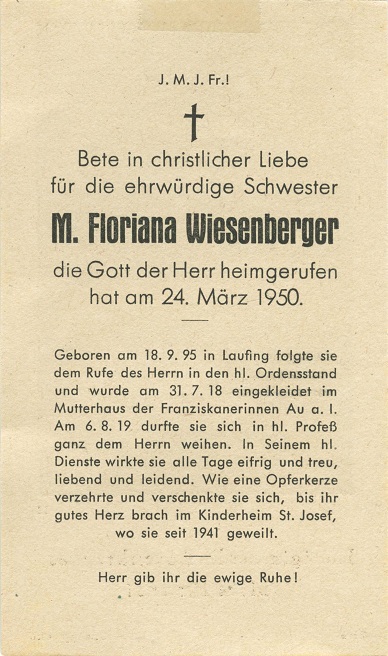 J. M. J. Fr.!
Bete in christlicher Liebe
für die ehrwürdige Schwester
M. Floriana Wiesenberger
die Gott der Herr heimgerufen
hat am 24. März 1950.
Geboren am 18. 9. 95 in Laufing folgte sie
dem Rufe des Herrn in den hl. Ordensstand
und wurde am 31. 7. 18 eingekleidet im
Mutterhaus der Franziskanerinnen Au a. I.
Am 6. 8. 19 durfte sie sich in hl. Profeß
ganz dem Herrn weihen. In Seinem hl.
Dienste wirkte sie alle Tage eifrig und treu,
liebend und leidend. Wie eine Opferkerze
verzehrte und verschenkte sie sich, bis ihr
gutes Herz brach im Kinderheim St. Josef,
wo sie seit 1941 geweilt.
Herr gib ihr die ewige Ruhe!